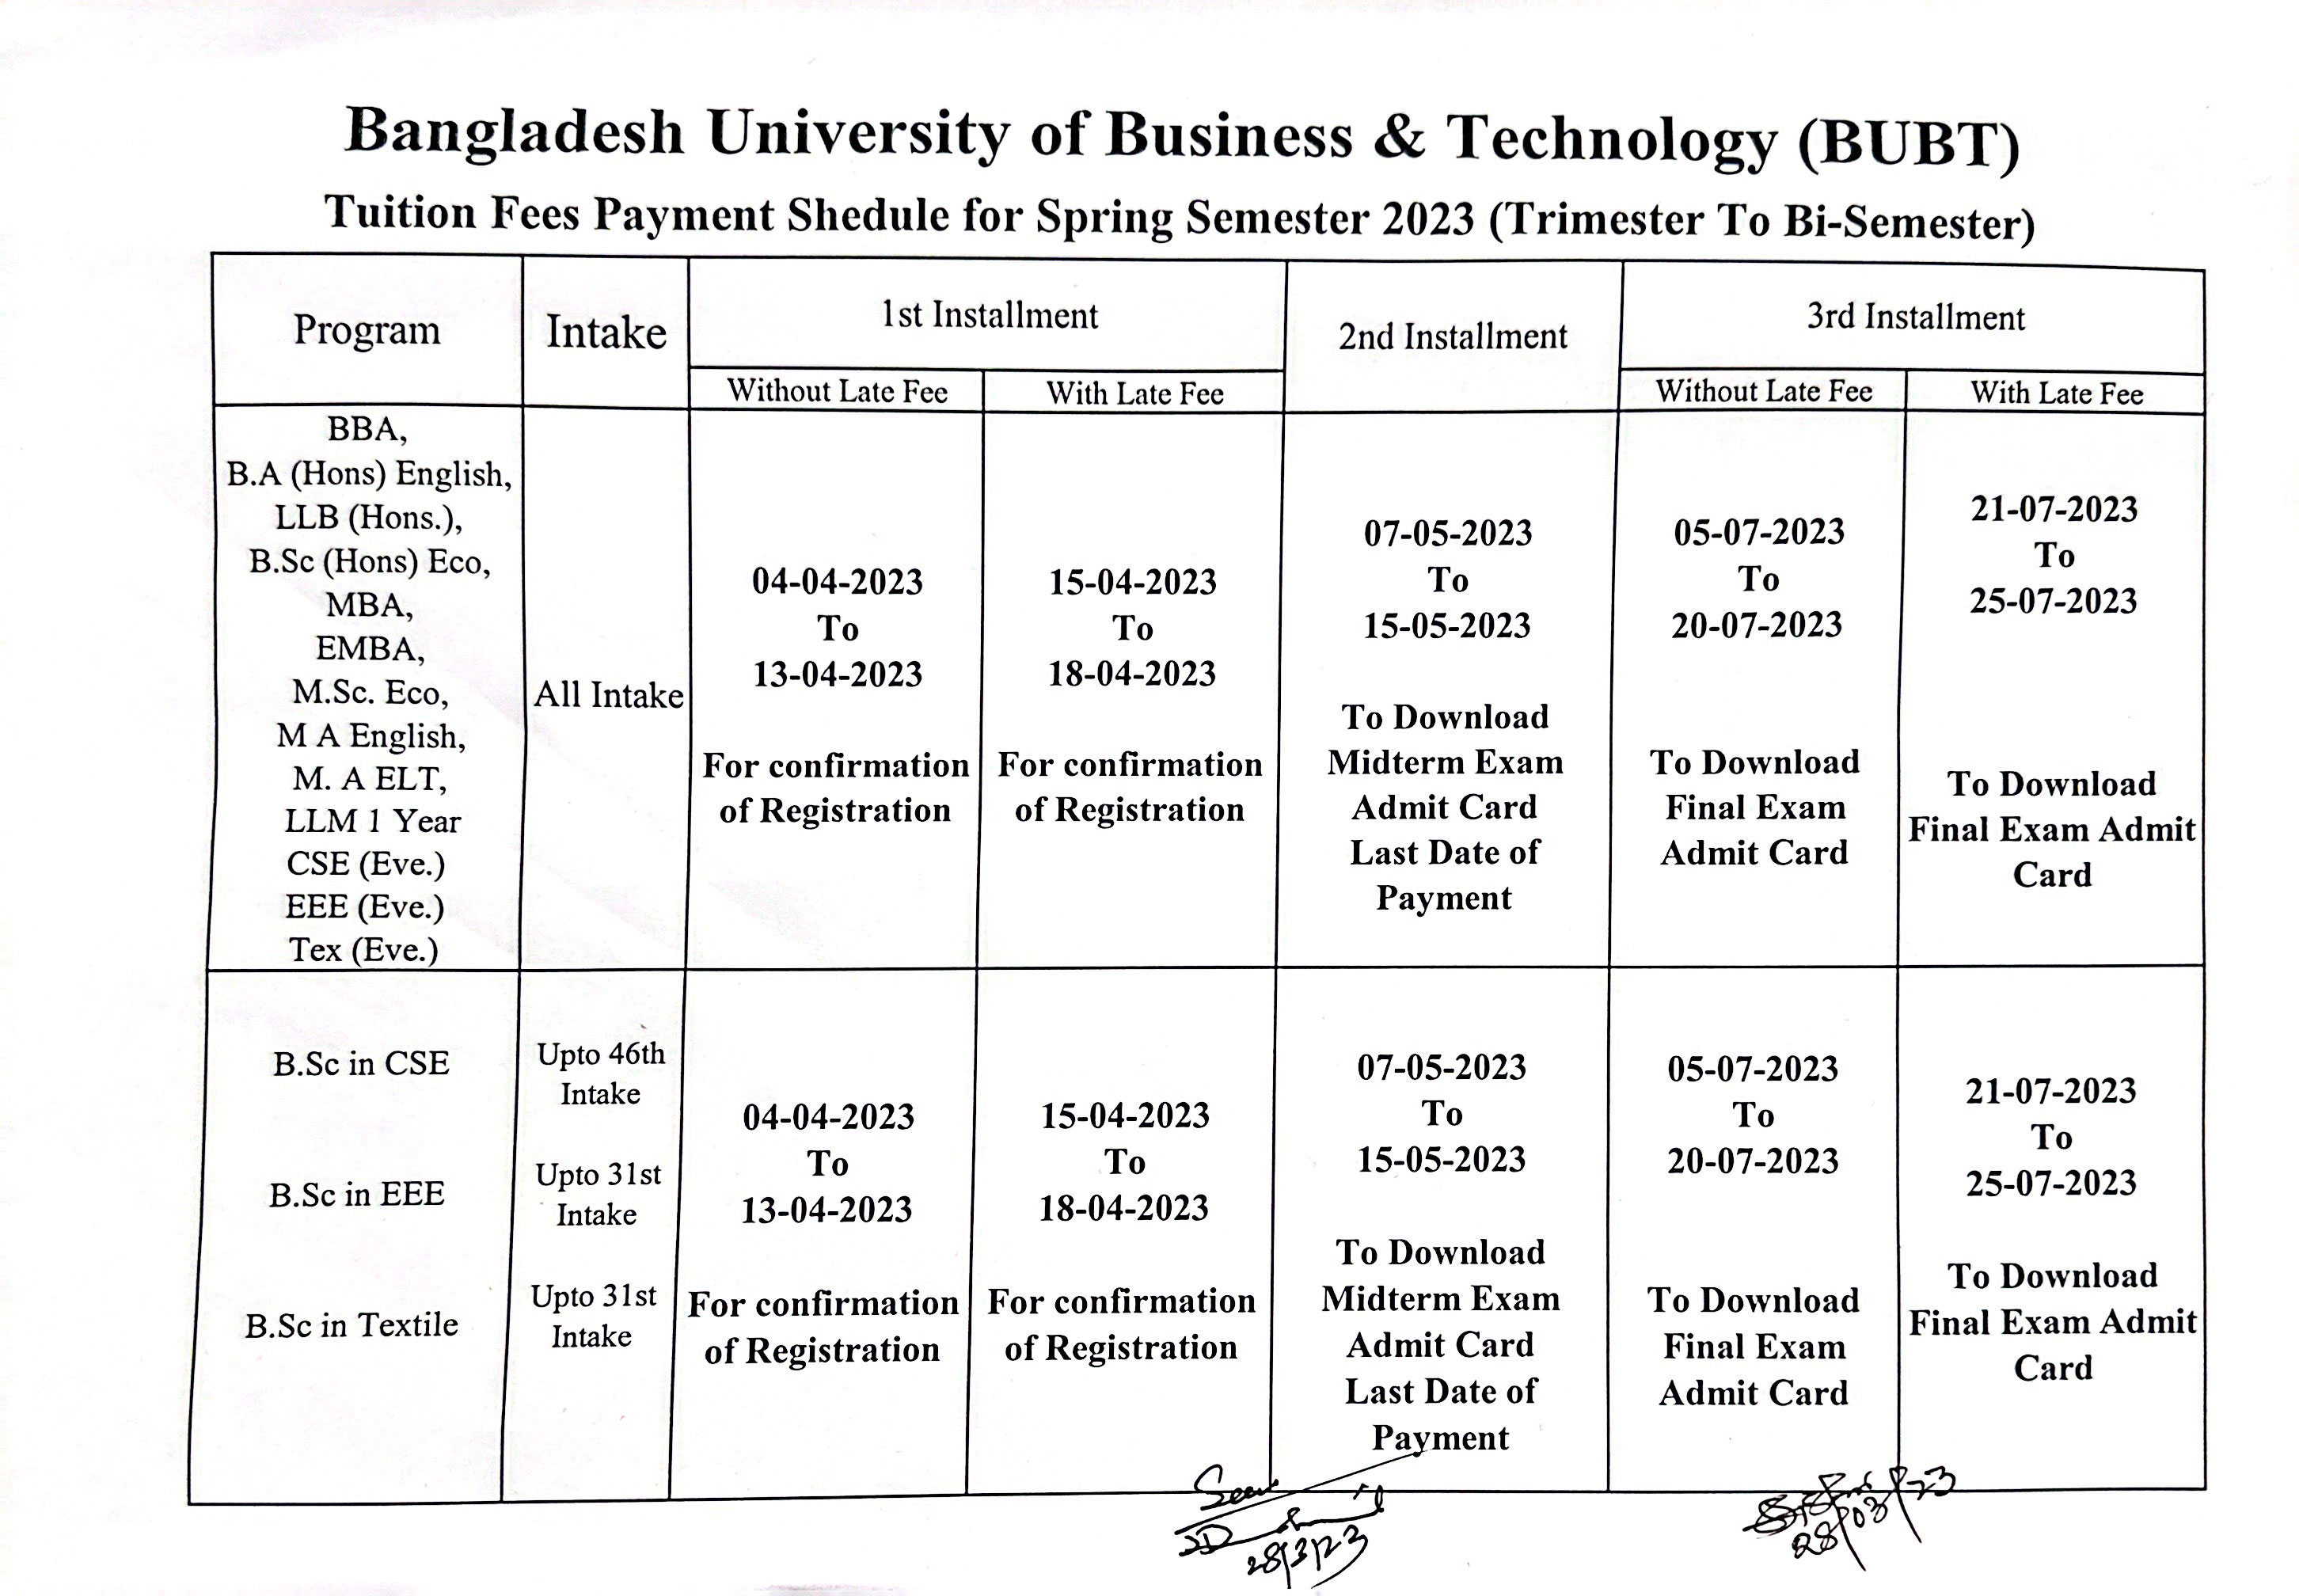 Bangladesh University of Business & Technology (BUBT)
Tuition Fees Payment Shedule for Spring Semester 2023 (Trimester To Bi-Semester)
Program
Intake
1st Installment
2nd Installment
3rd Installment
Without Late Fee
With Late Fee
Without Late Fee
With Late Fee
BBA,
B.A (Hons) English,
LLB (Hons.),
B.Sc (Hons) Eco,
MBA,
EMBA,
M.Sc. Eco,
M A English,
M. A ELT,
LLM 1 Year
CSE (Eve.)
EEE (Eve.)
Tex (Eve.)
All Intake
04-04-2023
To
13-04-2023
For confirmation
of Registration
15-04-2023
To
18-04-2023
For confirmation
of Registration
07-05-2023
To
15-05-2023
To Download
Midterm Exam
Admit Card
Last Date of
Payment
05-07-2023
To
20-07-2023
To Download
Final Exam
Admit Card
21-07-2023
To
25-07-2023
To Download
Final Exam Admit
Card
B.Sc in CSE
Upto 46th
Intake
B.Sc in EEE
Upto 31st
Intake
B.Sc in Textile
Upto 31st
Intake
04-04-2023
To
13-04-2023
For confirmation
of Registration
15-04-2023
To
18-04-2023
For confirmation
of Registration
07-05-2023
To
15-05-2023
To Download
Midterm Exam
Admit Card
Last Date of
Payment
05-07-2023
To
20-07-2023
To Download
Final Exam
Admit Card
21-07-2023
To
25-07-2023
To Download
Final Exam Admit
Card
28/3/23
28/03/23